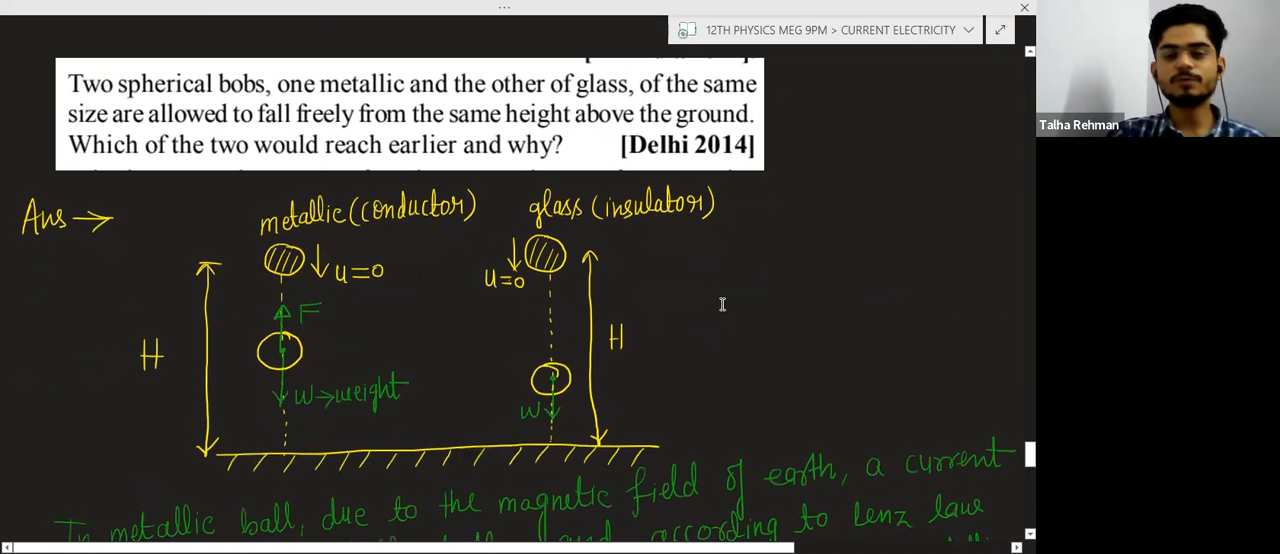 12TH PHYSICS MEG 9PM > CURRENT ELECTRICITY
Two spherical bobs, one metallic and the other of glass, of the same
size are allowed to fall freely from the same height above the ground.
Which of the two would reach earlier and why? [Delhi 2014]
Talha Rehman
Ans → metallic (conductor) glass (insulator)
u=0 u=0
F
H H
W→weight W
In metallic ball, due to the magnetic field of earth, a current
and according to Lenz law